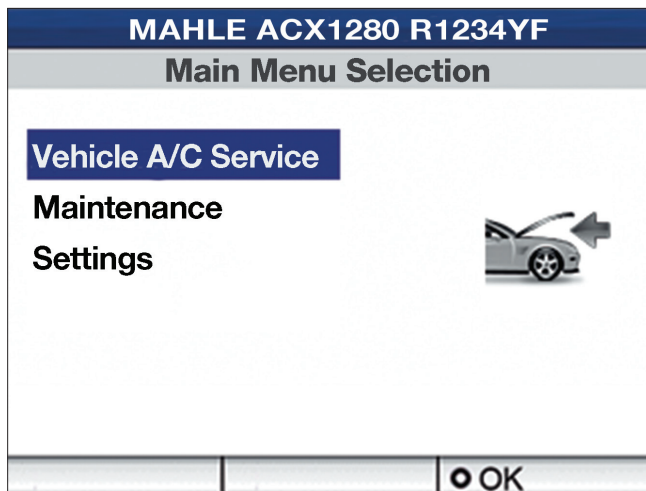 MAHLE ACX1280 R1234YF
Main Menu Selection
Vehicle A/C Service
Maintenance
Settings
OK